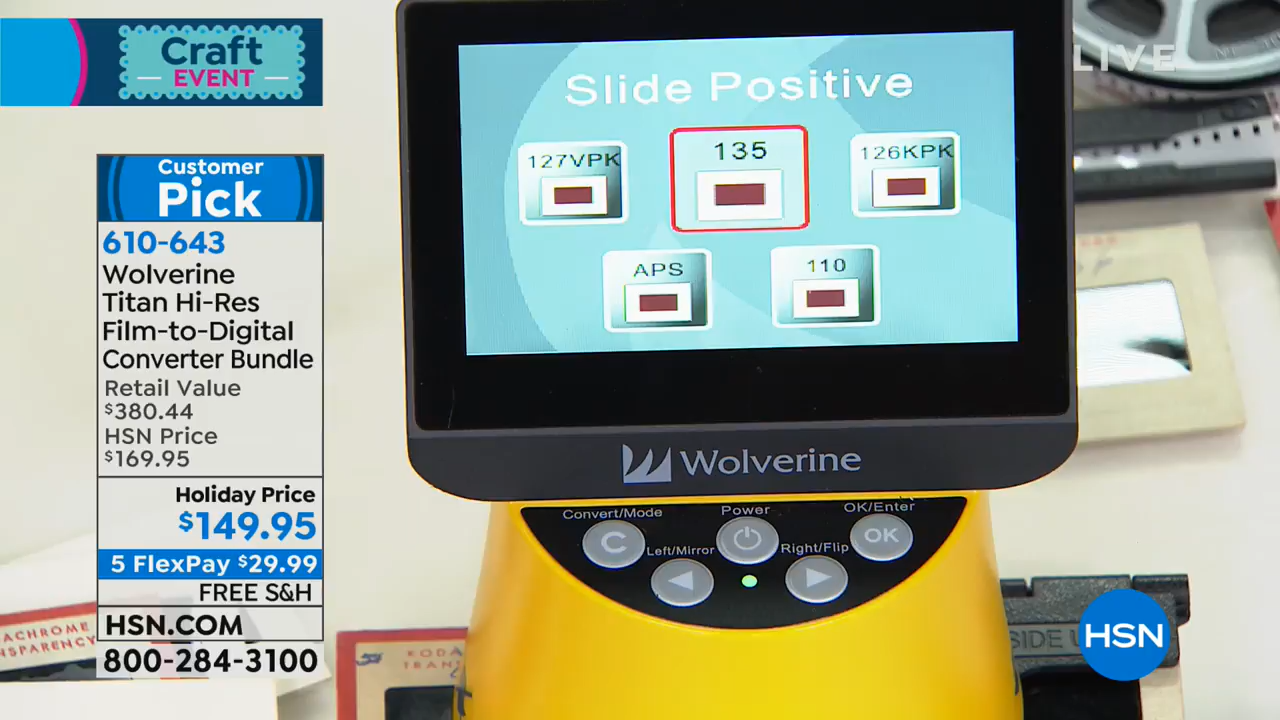 Craft
EVENT
LIVE
Customer
Pick
610-643
Wolverine
Titan Hi-Res
Film-to-Digital
Converter Bundle
Retail Value
$380.44
HSN Price
$169.95
Holiday Price
$149.95
5 FlexPay $29.99
FREE S&H
HSN.COM
800-284-3100
Slide Positive
127VPK
135
126KPK
APS
110
Wolverine
Convert/Mode
Power
OK/Enter
C
OK
Left/Mirror
Right/Flip
KODA
TRAN
SIDE
HSN